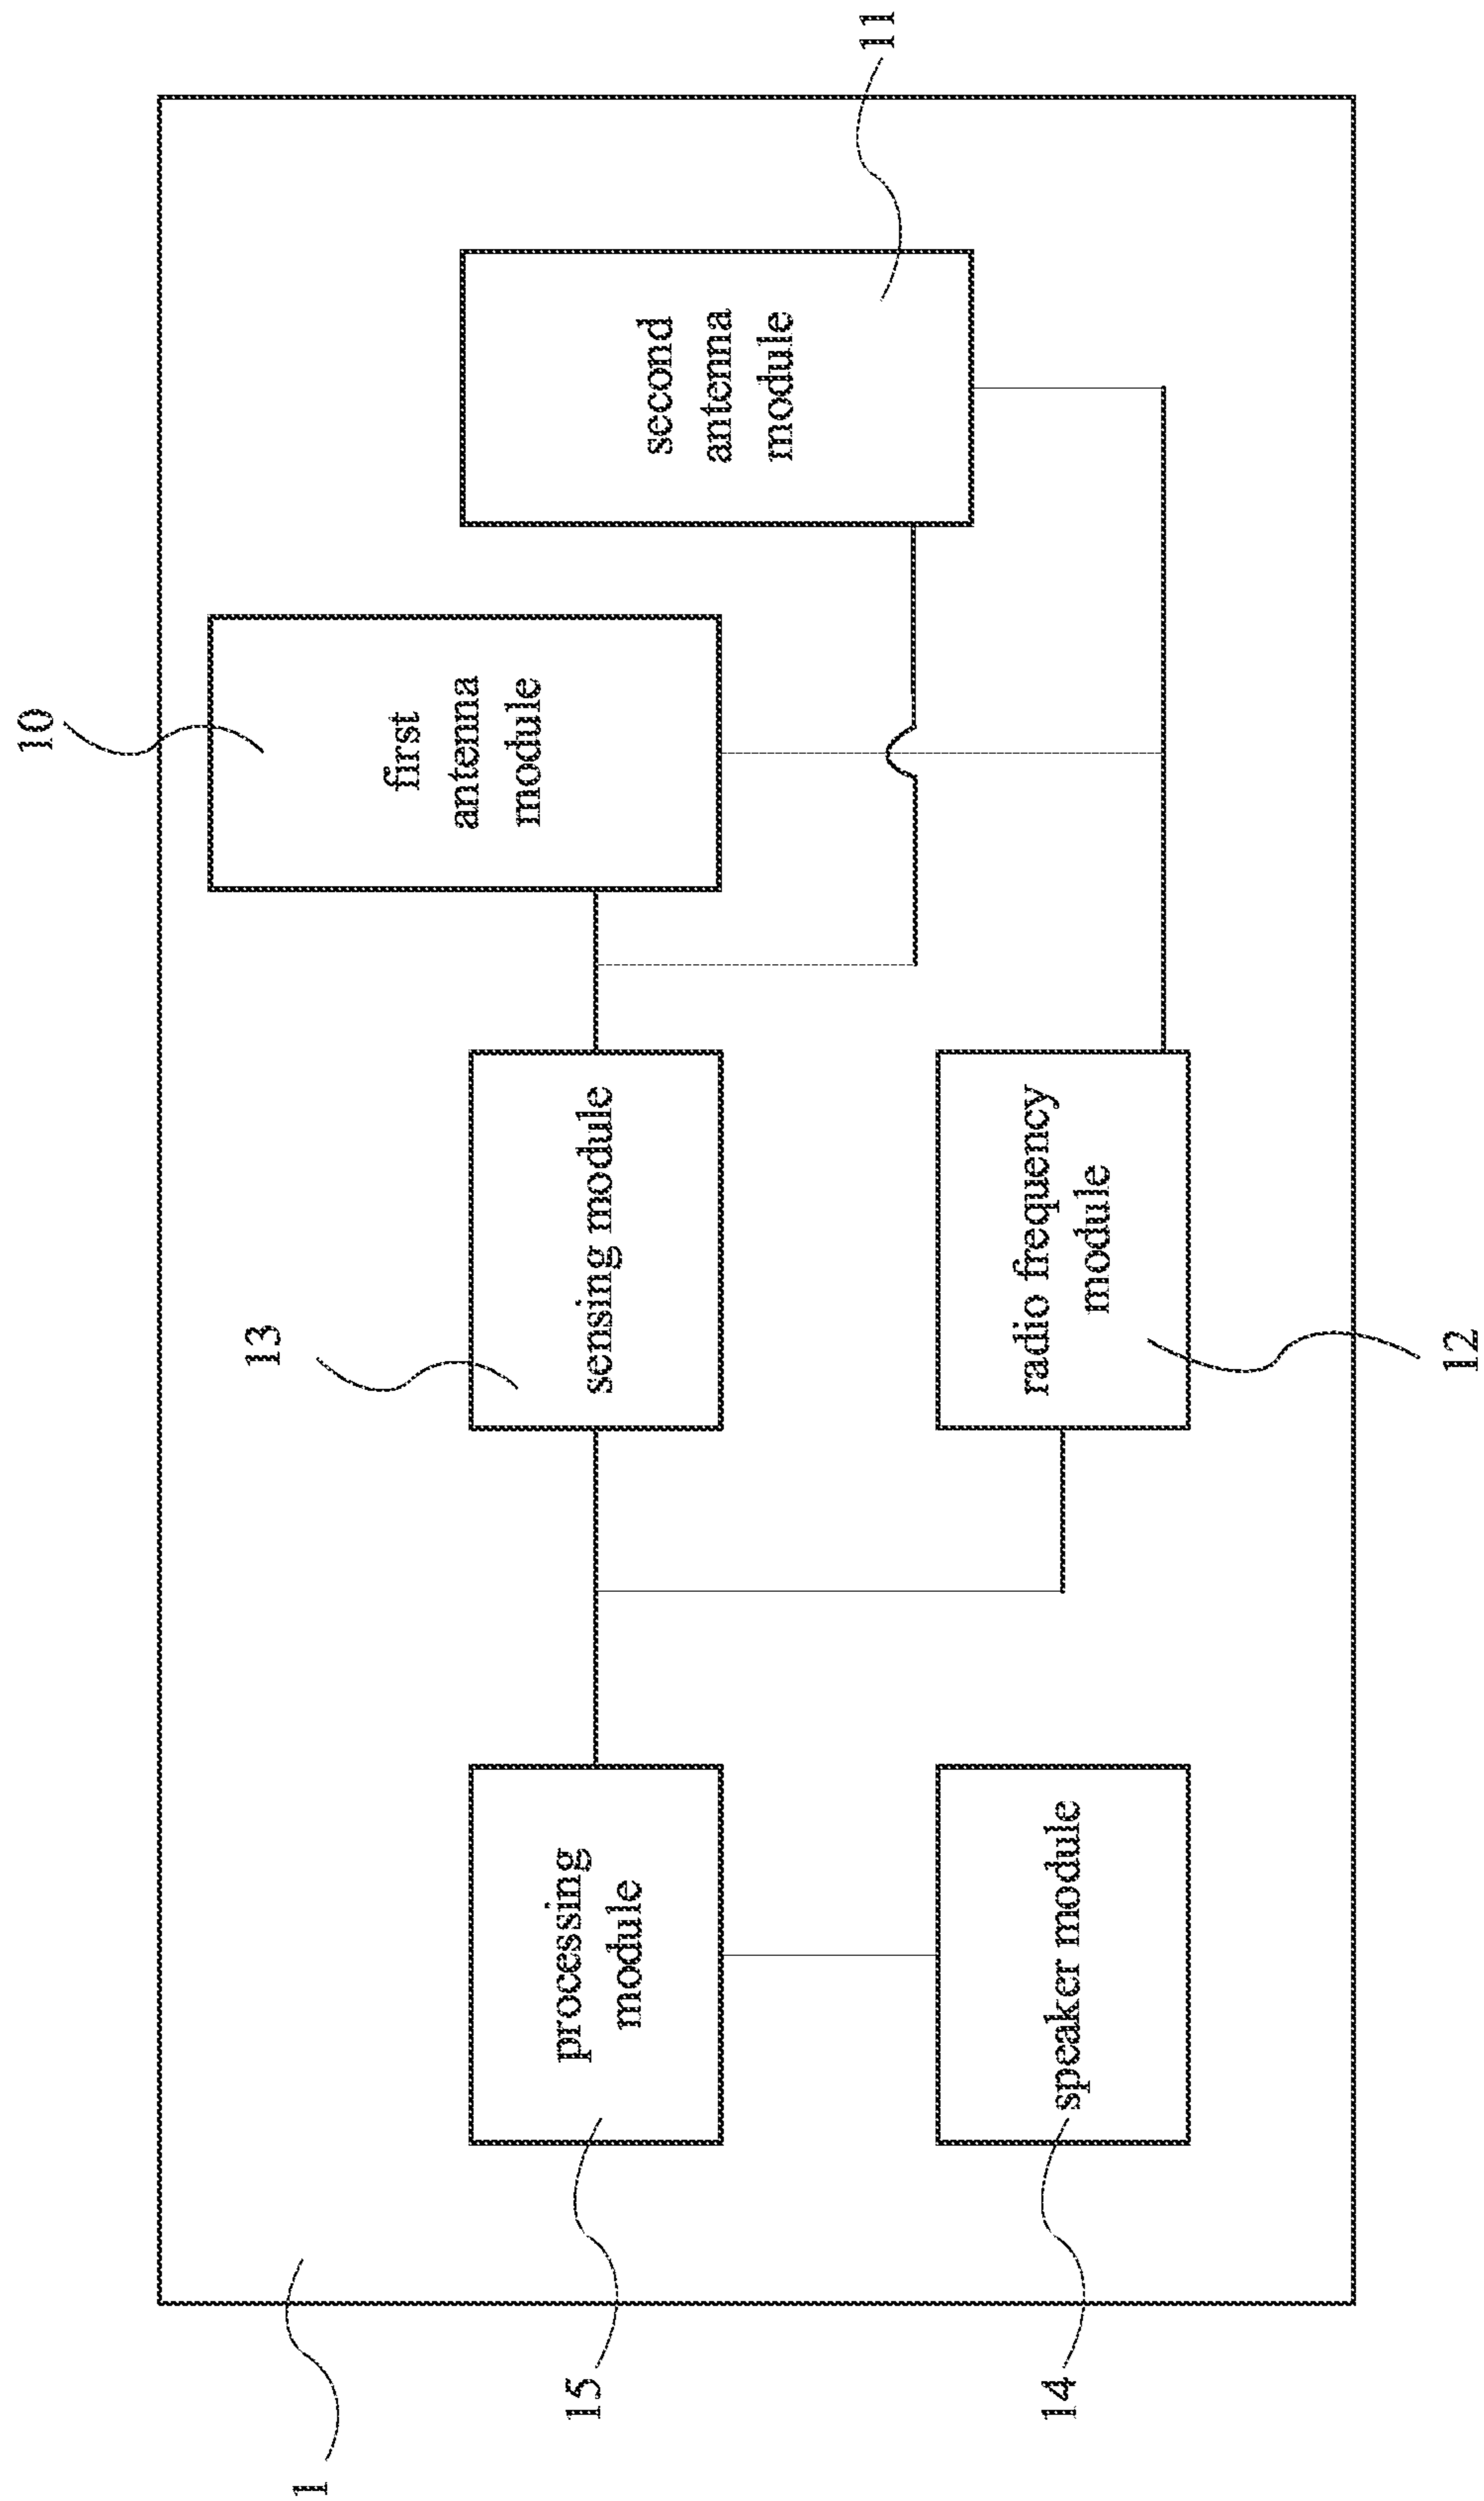 1
10
first
antenna
module
11
second
antenna
module
13
sensing module
12
radio frequency
module
15
processing
module
14
speaker module